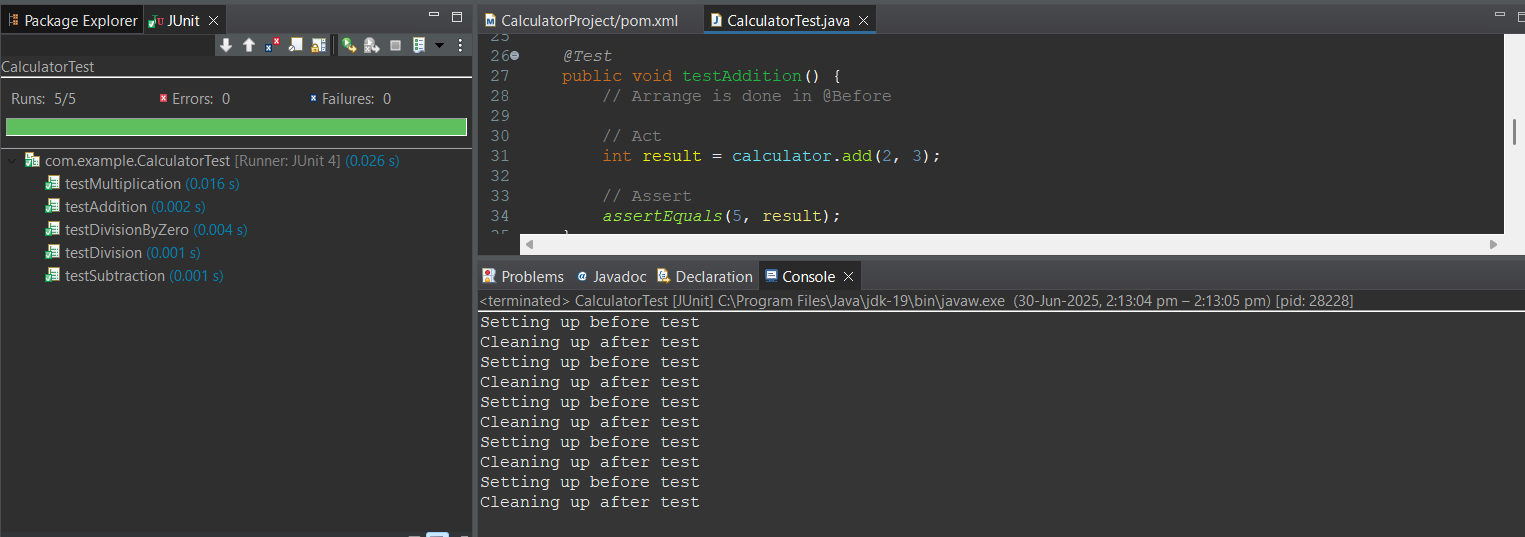 Package Explorer
JUnit
CalculatorTest
Runs: 5/5
Errors: 0
Failures: 0
com.example.CalculatorTest [Runner: JUnit 4] (0.026 s)
testMultiplication (0.016 s)
testAddition (0.002 s)
testDivisionByZero (0.004 s)
testDivision (0.001 s)
testSubtraction (0.001 s)
CalculatorProject/pom.xml
CalculatorTest.java
25
26 @Test
27 public void testAddition() {
28 // Arrange is done in @Before
29
30 // Act
31 int result = calculator.add(2, 3);
32
33 // Assert
34 assertEquals(5, result);
35 }
Problems
Javadoc
Declaration
Console
<terminated> CalculatorTest [JUnit] C:\Program Files\Java\jdk-19\bin\javaw.exe (30-Jun-2025, 2:13:04 pm – 2:13:05 pm) [pid: 28228]
Setting up before test
Cleaning up after test
Setting up before test
Cleaning up after test
Setting up before test
Cleaning up after test
Setting up before test
Cleaning up after test
Setting up before test
Cleaning up after test